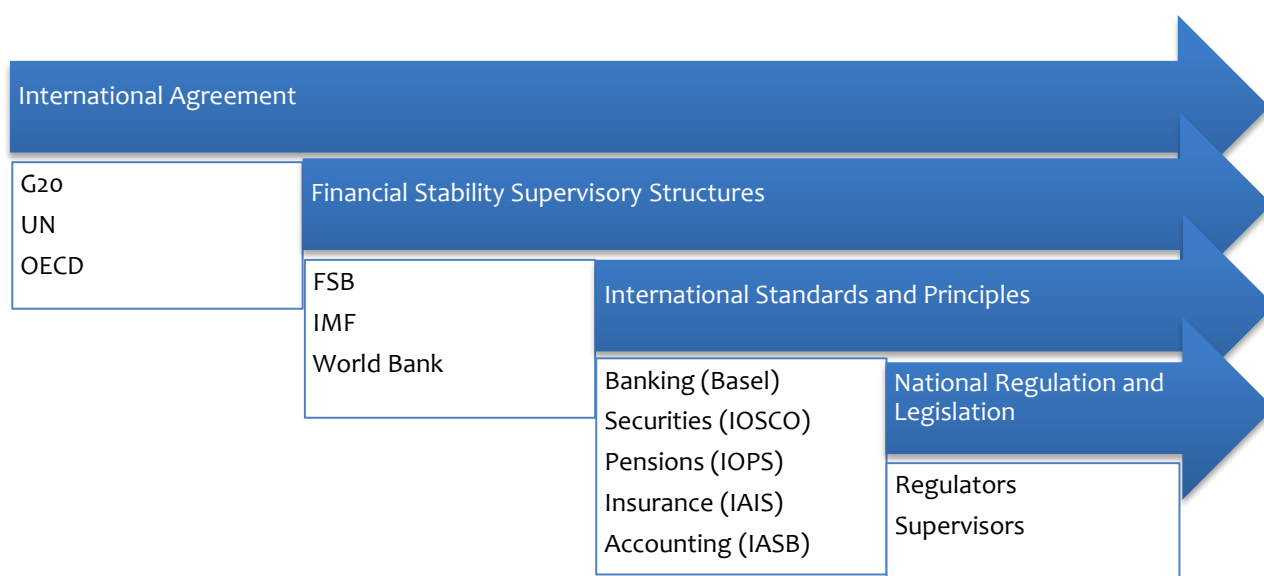 International Agreement
G20
UN
OECD
Financial Stability Supervisory Structures
FSB
IMF
World Bank
International Standards and Principles
Banking (Basel)
Securities (IOSCO)
Pensions (IOPS)
Insurance (IAIS)
Accounting (IASB)
National Regulation and
Legislation
Regulators
Supervisors